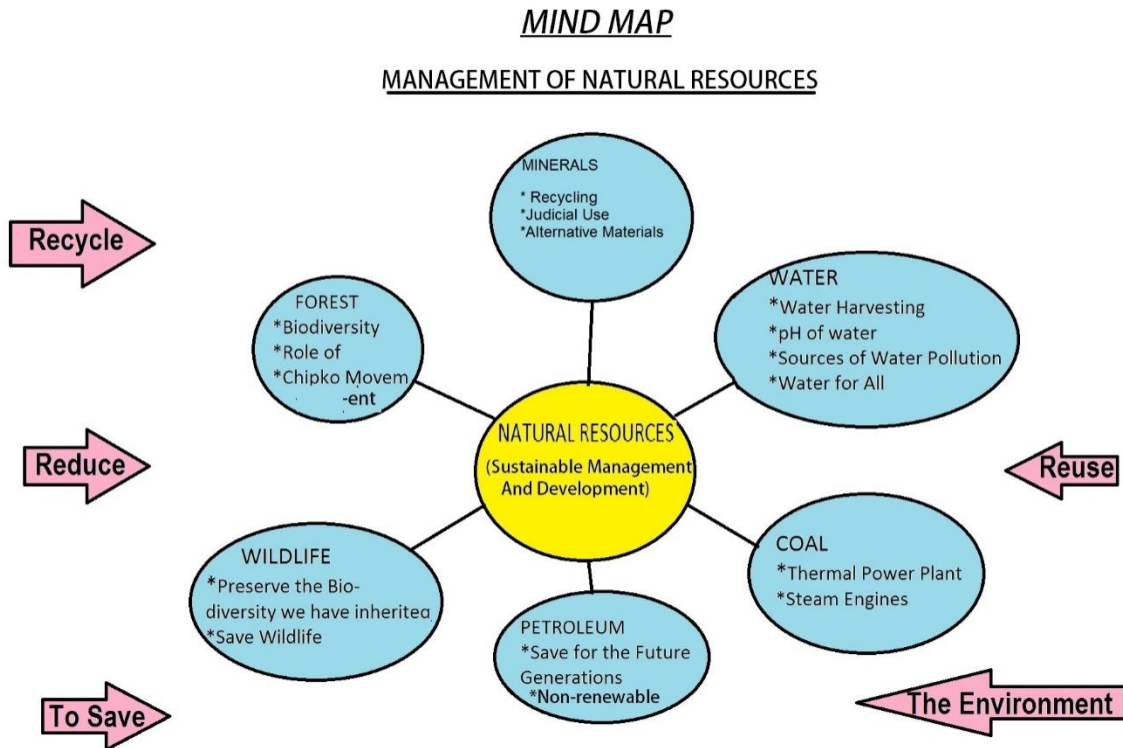 MIND MAP
MANAGEMENT OF NATURAL RESOURCES
MINERALS
* Recycling
*Judicial Use
*Alternative Materials
Recycle
FOREST
*Biodiversity
*Role of
*Chipko Movem
-ent
WATER
*Water Harvesting
*pH of water
*Sources of Water Pollution
*Water for All
NATURAL RESOURCES
(Sustainable Management
And Development)
Reduce
Reuse
WILDLIFE
*Preserve the Bio-
diversity we have inherited
*Save Wildlife
COAL
*Thermal Power Plant
*Steam Engines
PETROLEUM
*Save for the Future
Generations
*Non-renewable
To Save
The Environment